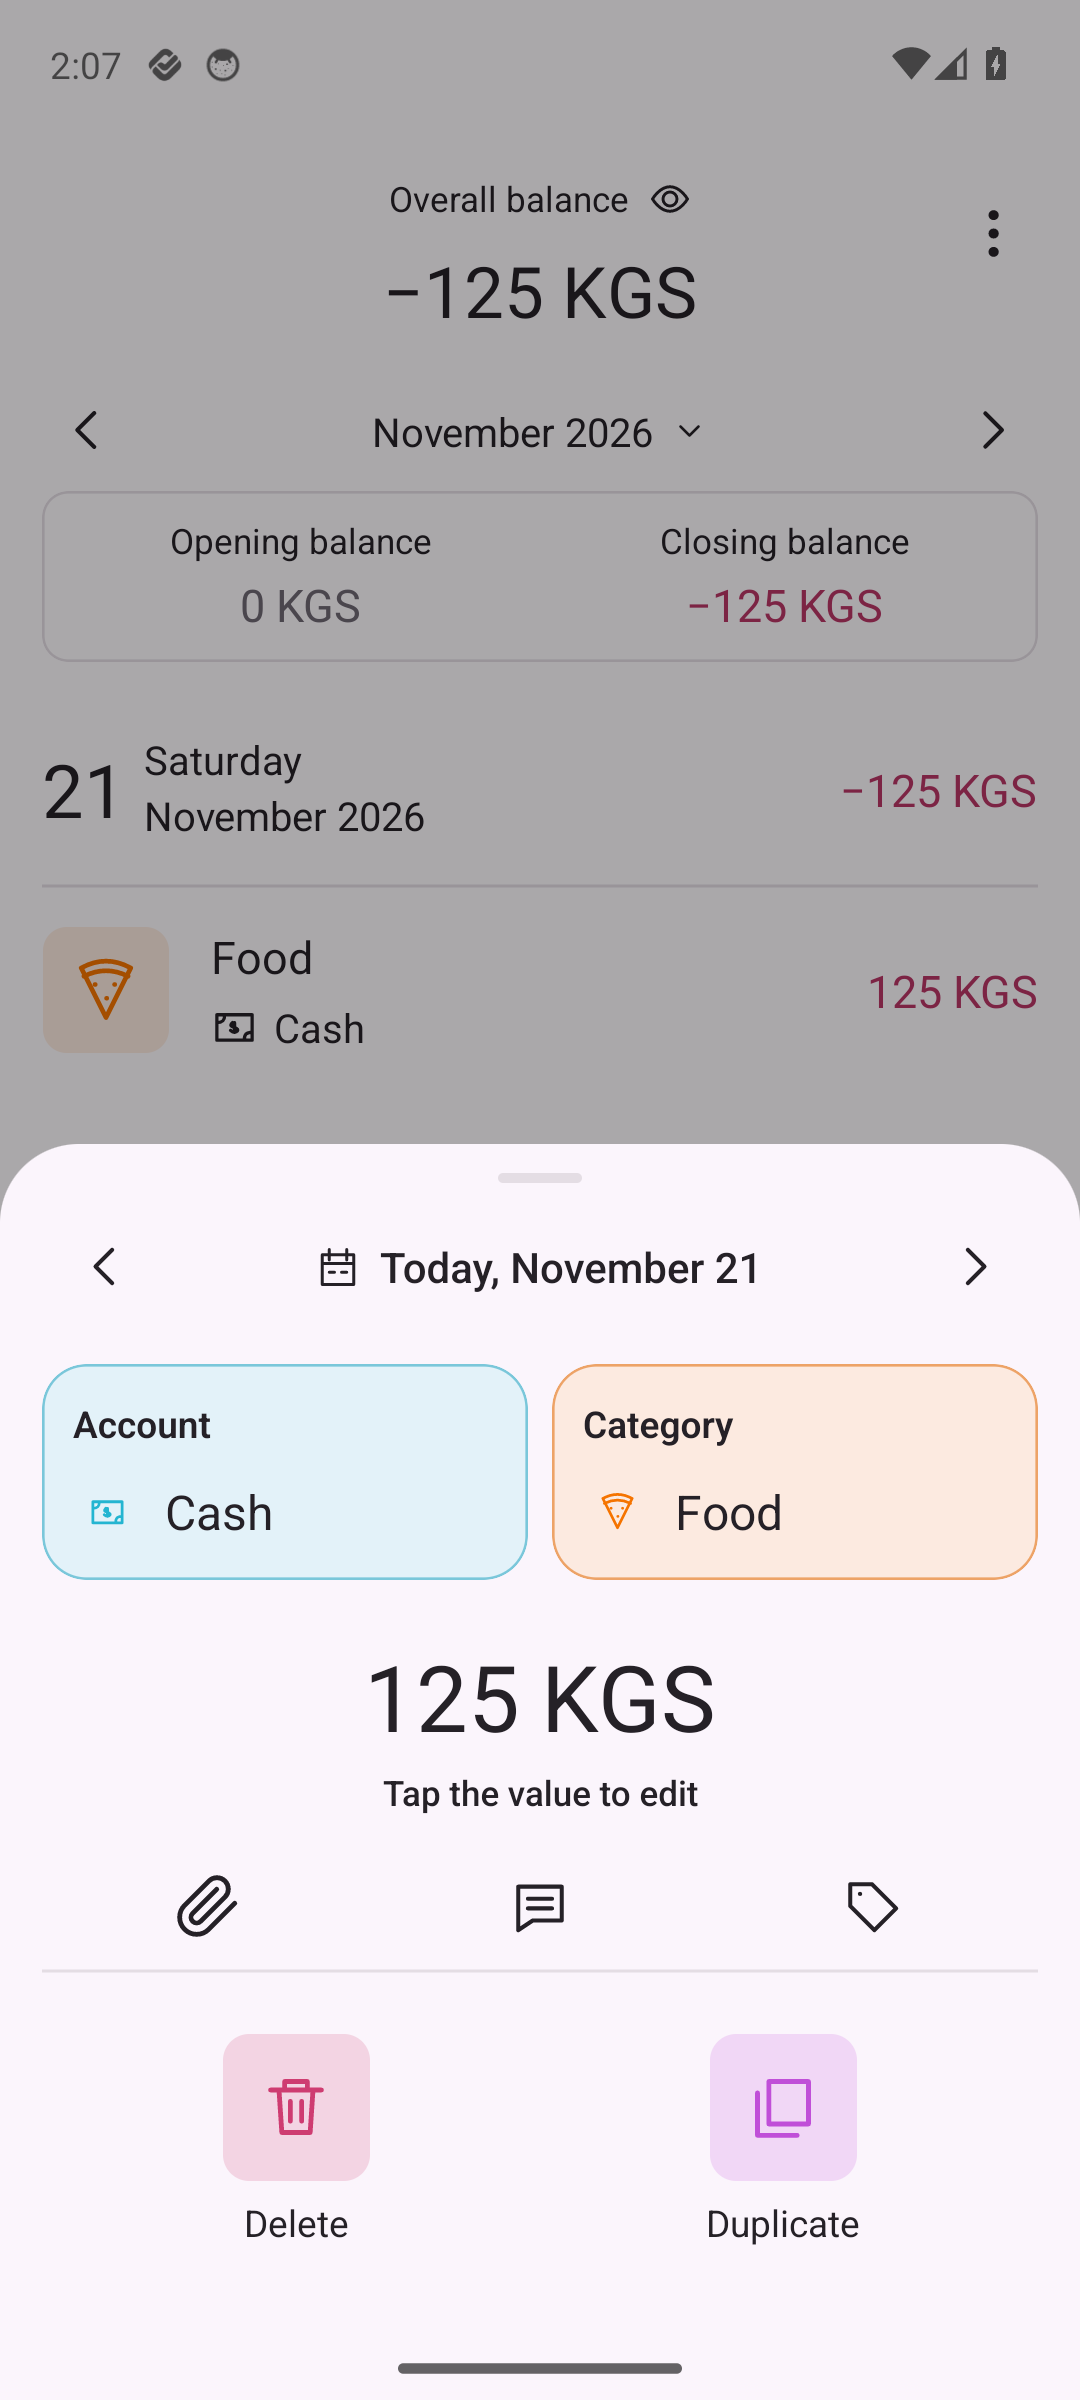 2:07
Overall balance
−125 KGS
November 2026
Opening balance
0 KGS
Closing balance
−125 KGS
21
Saturday
November 2026
−125 KGS
Food
Cash
125 KGS
Today, November 21
Account
Cash
Category
Food
125 KGS
Tap the value to edit
Delete
Duplicate